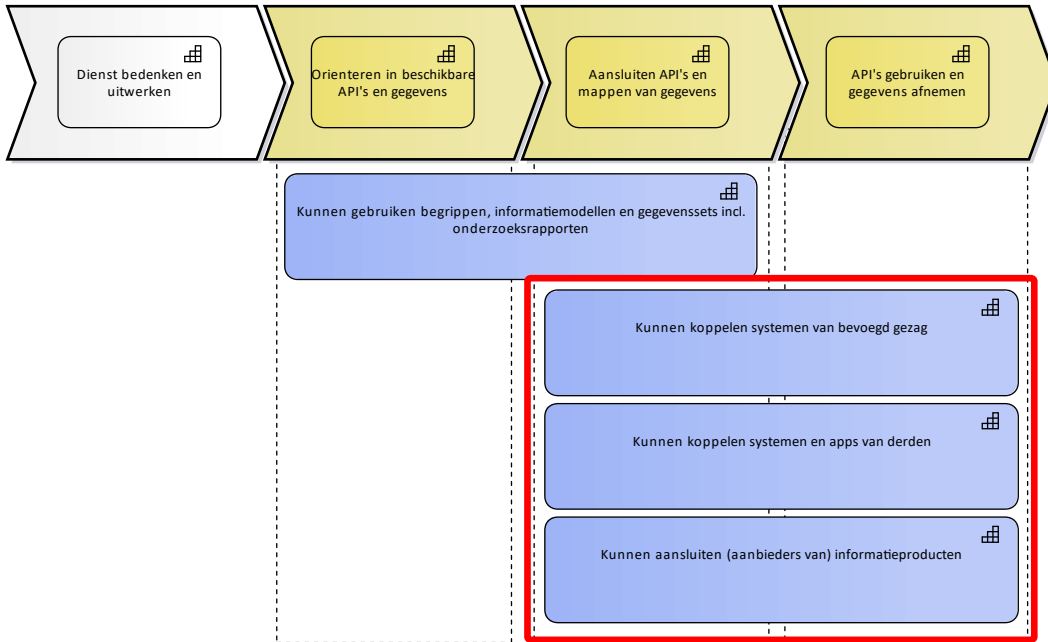 Dienst bedenken en
uitwerken
Orienteren in beschikbare
API's en gegevens
Aansluiten API's en
mappen van gegevens
API's gebruiken en
gegevens afnemen
Kunnen gebruiken begrippen, informatiemodellen en gegevenssets incl.
onderzoeksrapporten
Kunnen koppelen systemen van bevoegd gezag
Kunnen koppelen systemen en apps van derden
Kunnen aansluiten (aanbieders van) informatieproducten